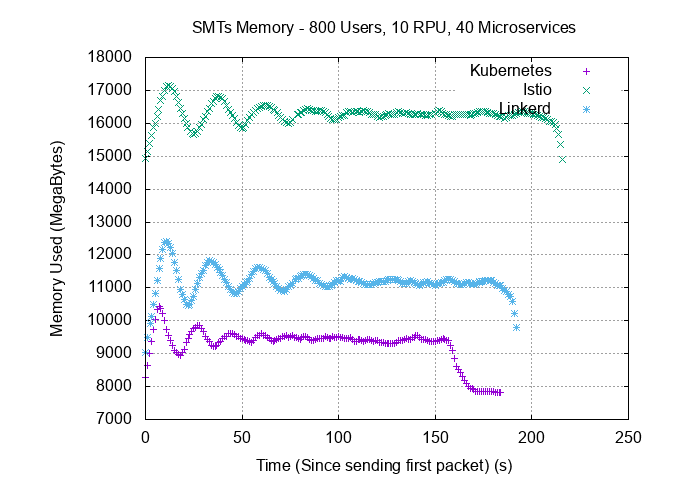 SMTs Memory - 800 Users, 10 RPU, 40 Microservices
18000
17000
16000
15000
14000
13000
12000
11000
10000
9000
8000
7000
Memory Used (MegaBytes)
Kubernetes
Istio
Linkerd
0 50 100 150 200 250
Time (Since sending first packet) (s)